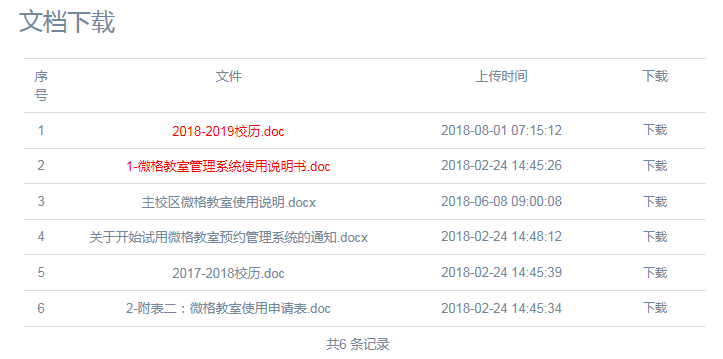 文档下载
序号 文件 上传时间 下载
1 2018-2019校历.doc 2018-08-01 07:15:12 下载
2 1-微格教室管理系统使用说明书.doc 2018-02-24 14:45:26 下载
3 主校区微格教室使用说明.docx 2018-06-08 09:00:08 下载
4 关于开始试用微格教室预约管理系统的通知.docx 2018-02-24 14:48:12 下载
5 2017-2018校历.doc 2018-02-24 14:45:39 下载
6 2-附表二：微格教室使用申请表.doc 2018-02-24 14:45:34 下载
共6 条记录